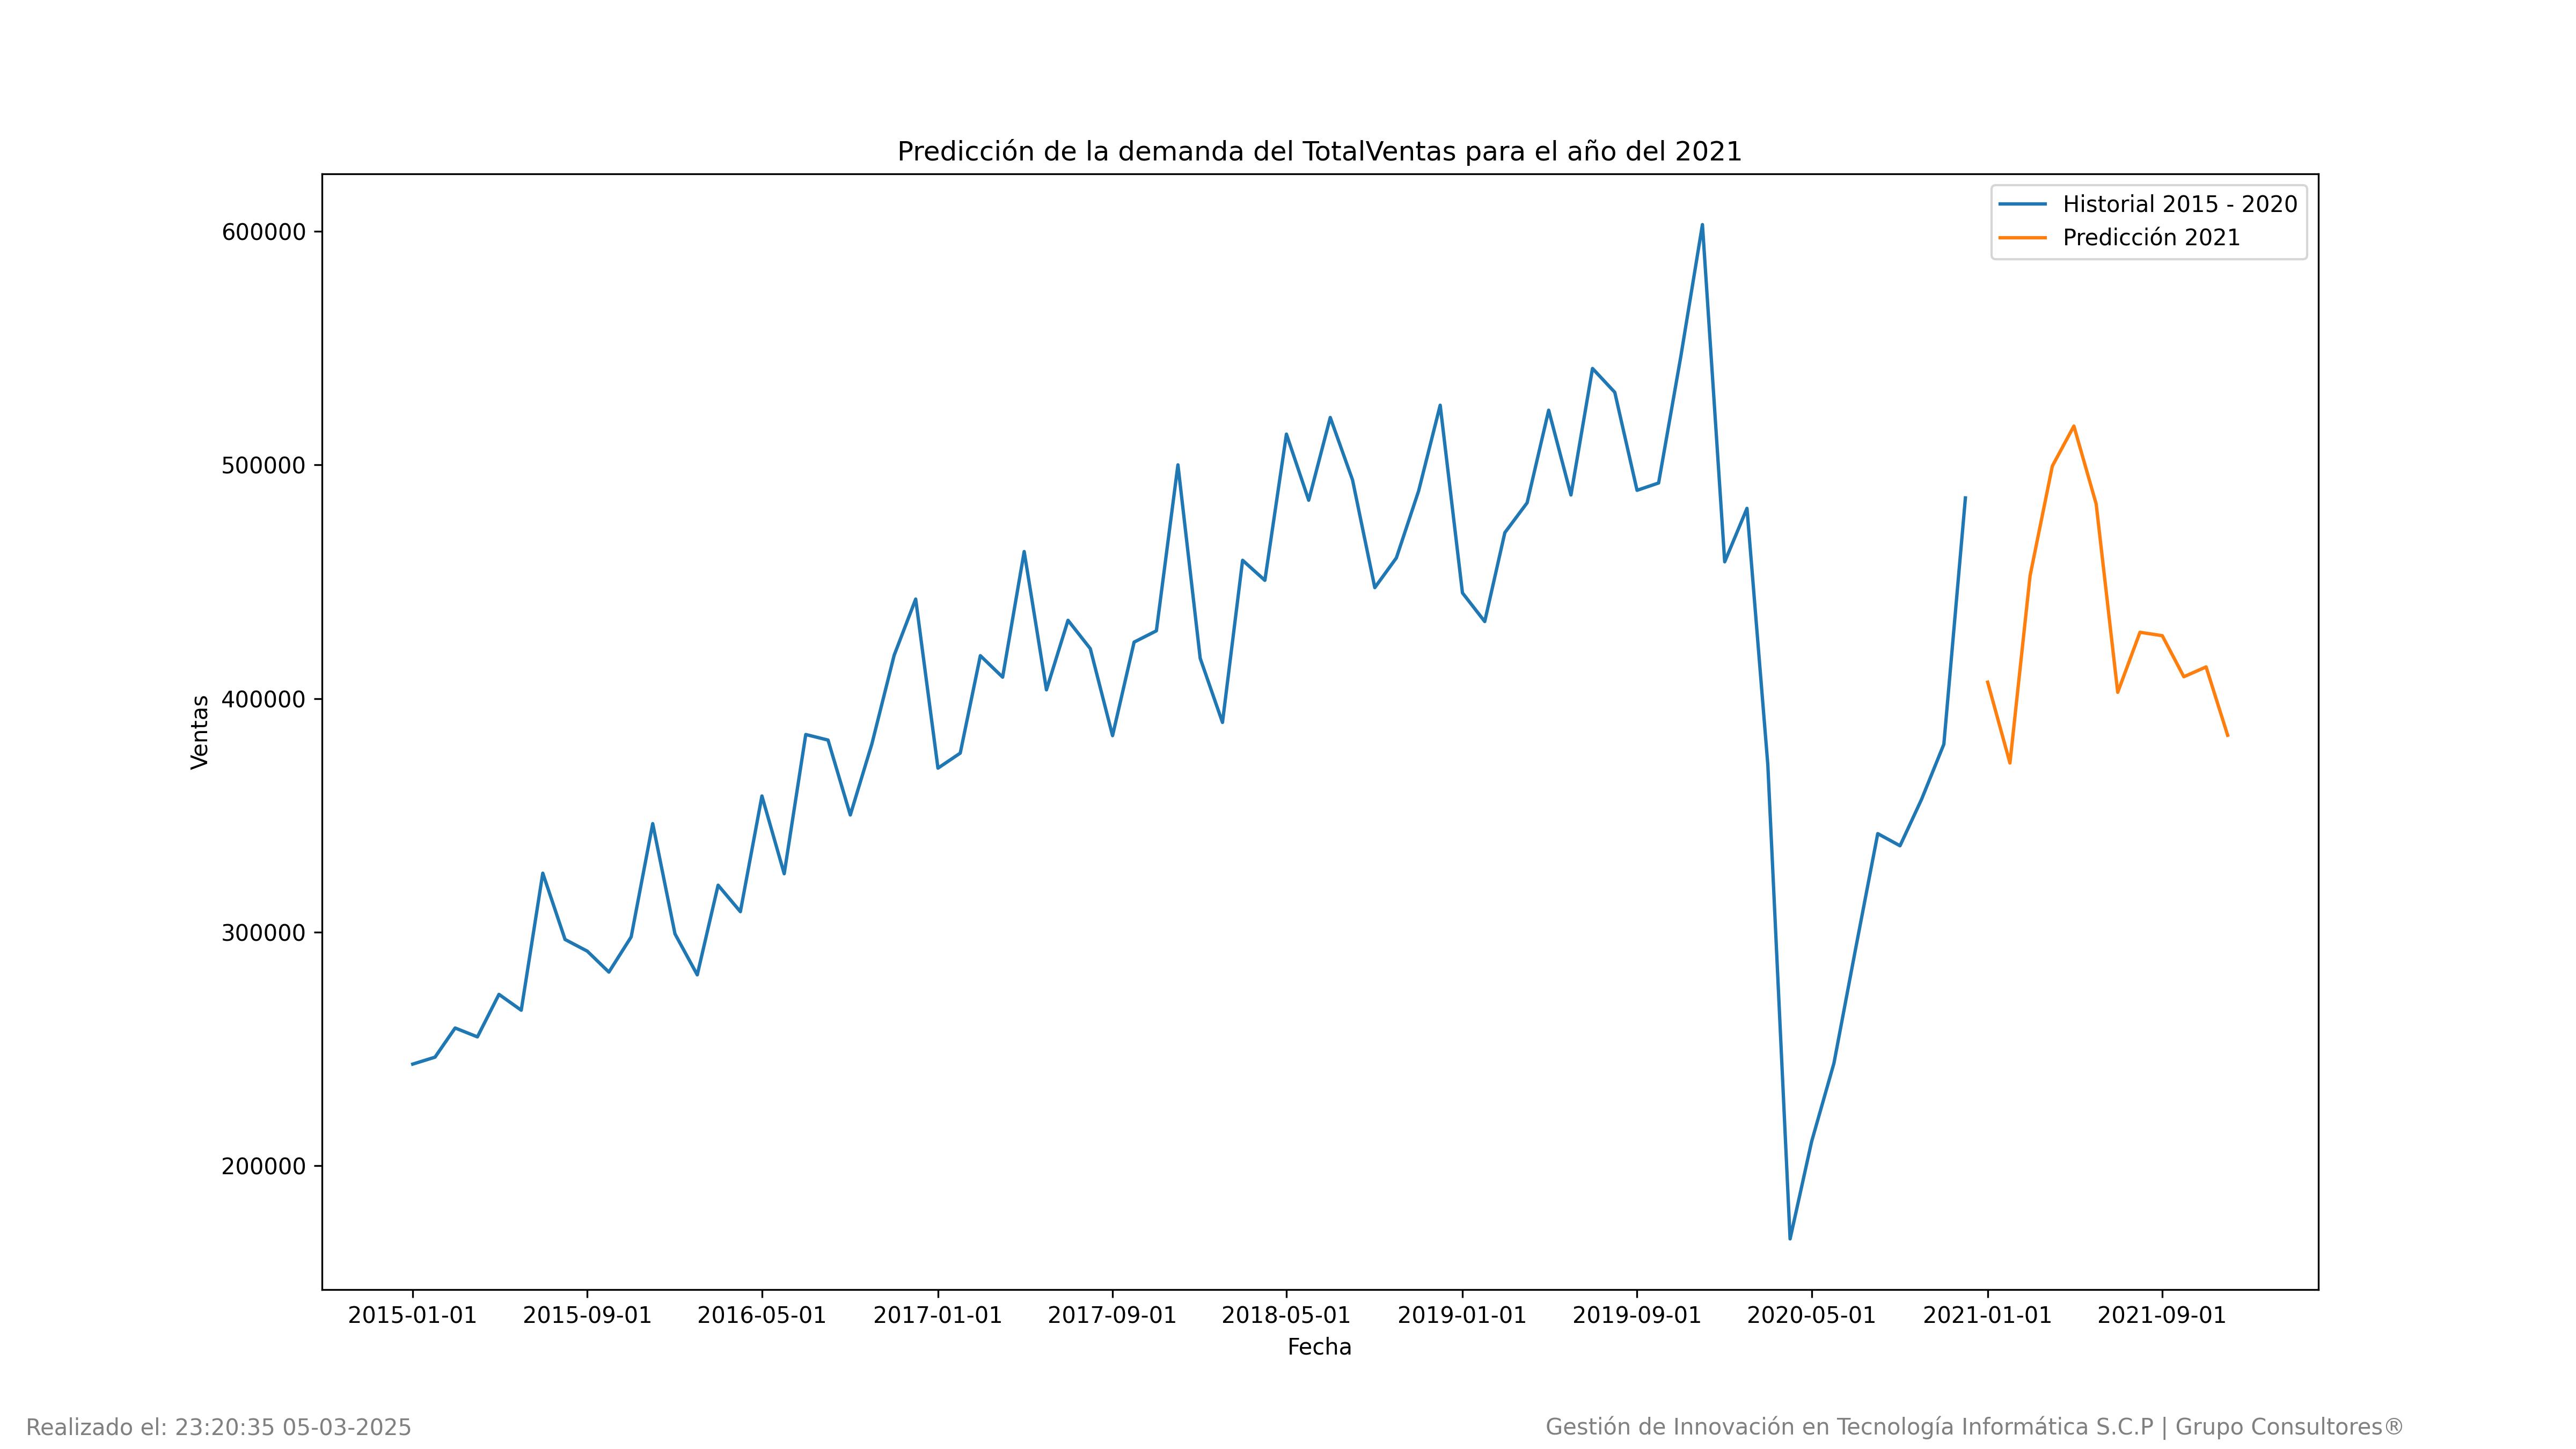 Predicción de la demanda del TotalVentas para el año del 2021
Historial 2015 - 2020
Predicción 2021
600000
500000
400000
300000
200000
Ventas
2015-01-01 2015-09-01 2016-05-01 2017-01-01 2017-09-01 2018-05-01 2019-01-01 2019-09-01 2020-05-01 2021-01-01 2021-09-01
Fecha
Realizado el: 23:20:35 05-03-2025
Gestión de Innovación en Tecnología Informática S.C.P | Grupo Consultores®